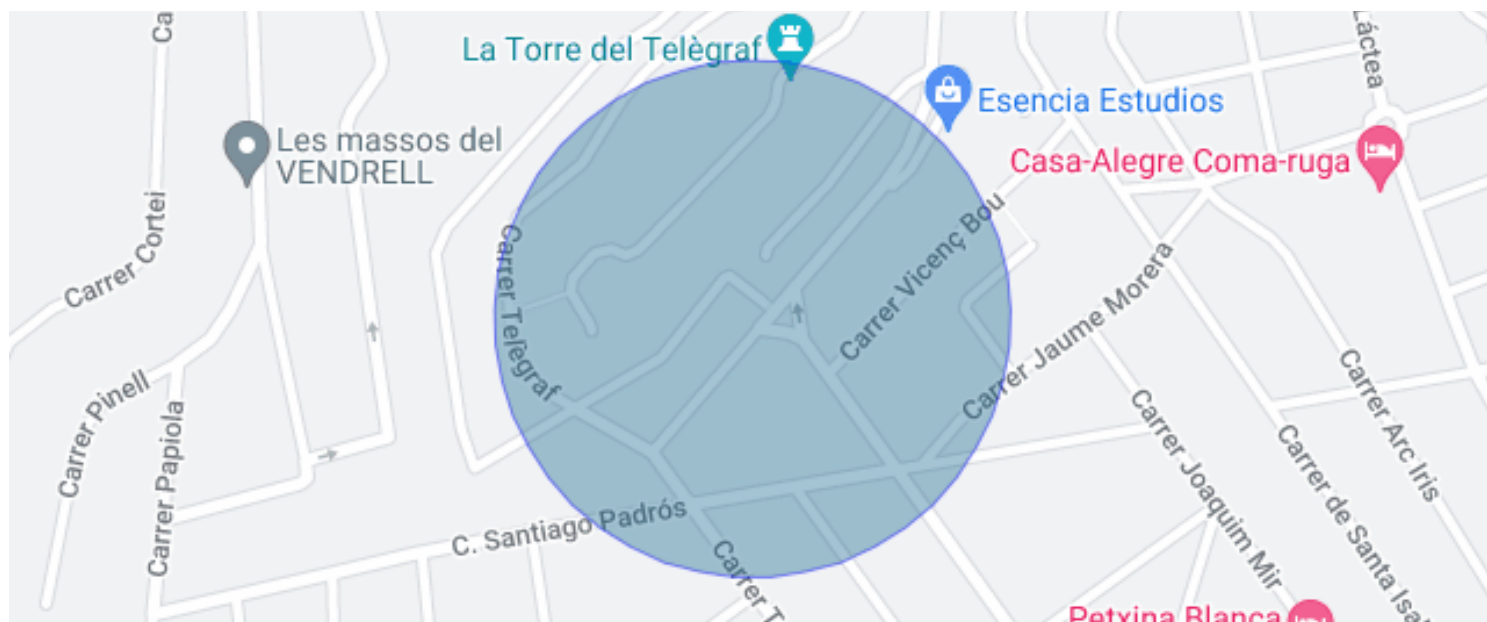 Ca
La Torre del Telègraf
Láctea
Esencia Estudios
Les massos del
VENDRELL
Casa-Alegre Coma-ruga
Carrer Cortei
Carrer Telègraf
Carrer Vicenç Bou
Carrer Jaume Morera
Carrer Pinell
Carrer Papiola
Carrer Arc Iris
Carrer Joaquim Mir
Carrer de Santa Isa
C. Santiago Padrós
Carrer T
Petxina Blanca